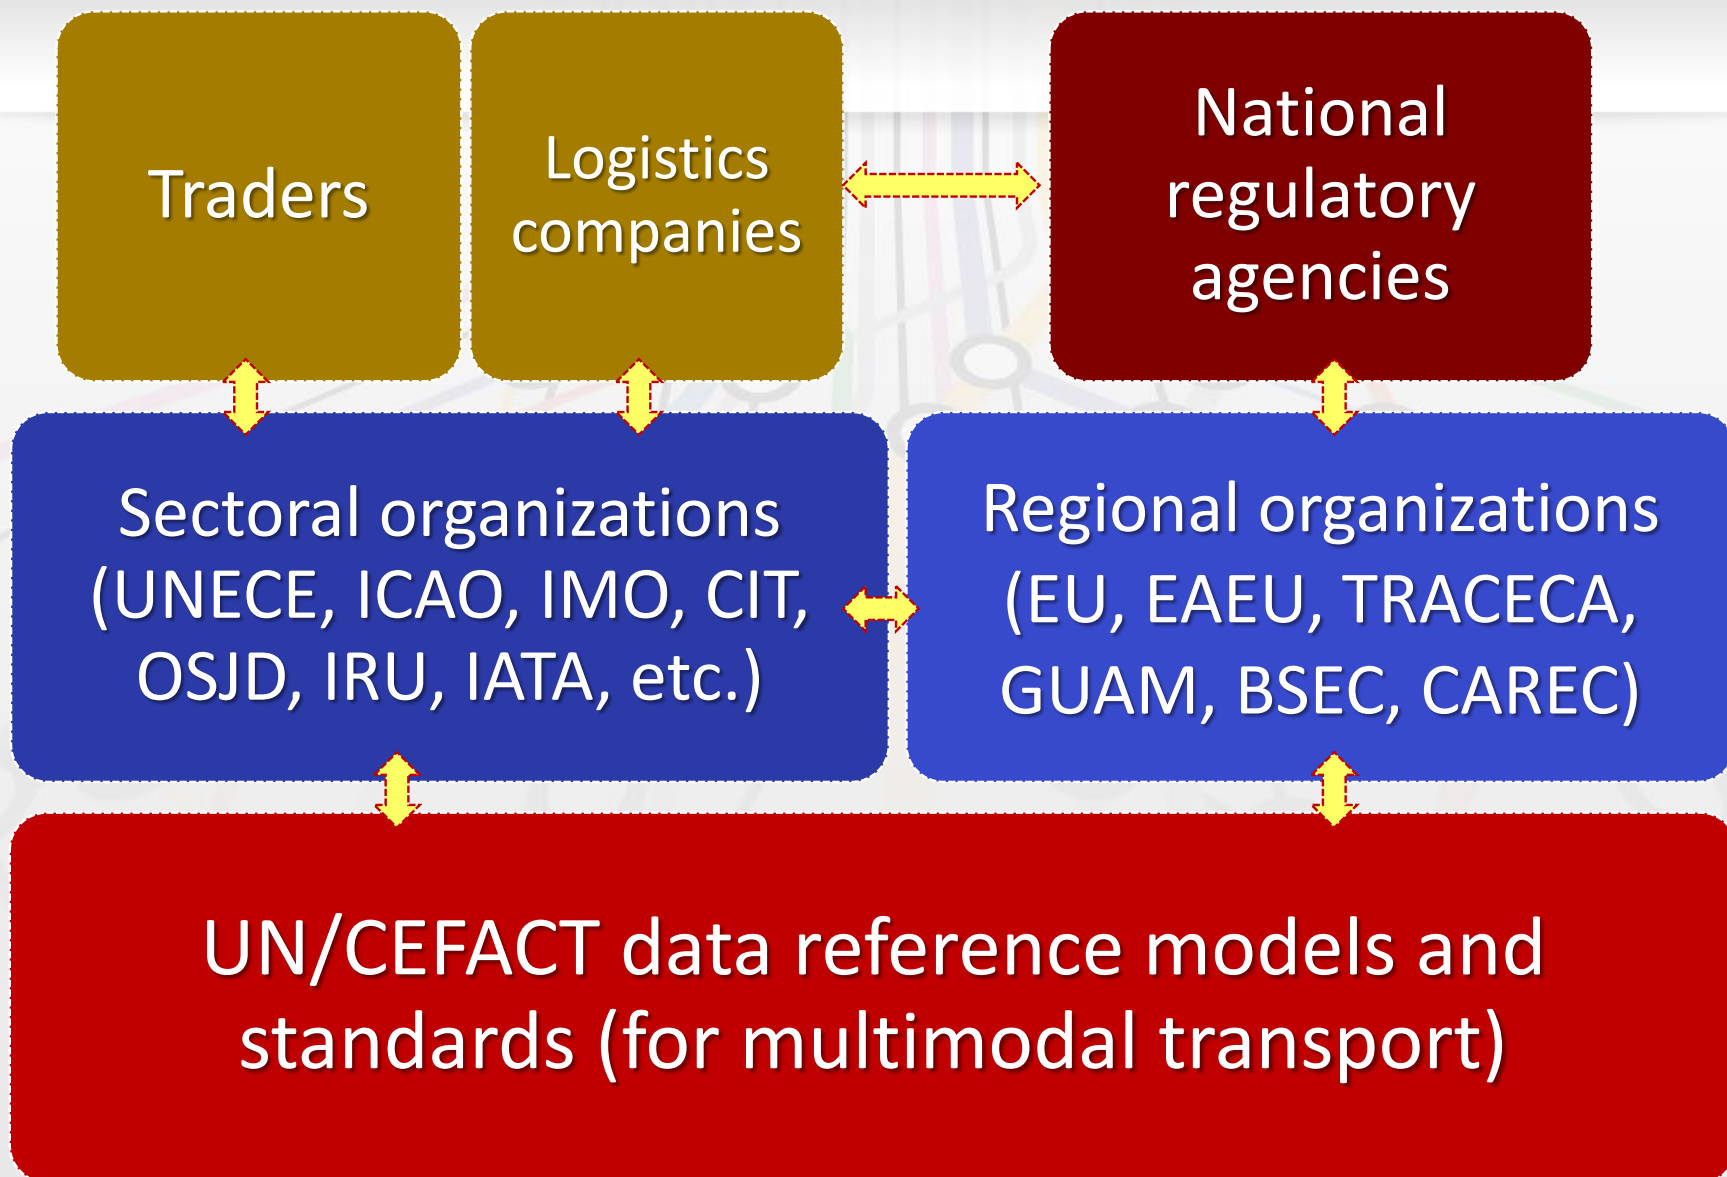 Traders
Logistics
companies
National
regulatory
agencies
Sectoral organizations
(UNECE, ICAO, IMO, CIT,
OSJD, IRU, IATA, etc.)
Regional organizations
(EU, EAEU, TRACECA,
GUAM, BSEC, CAREC)
UN/CEFACT data reference models and
standards (for multimodal transport)